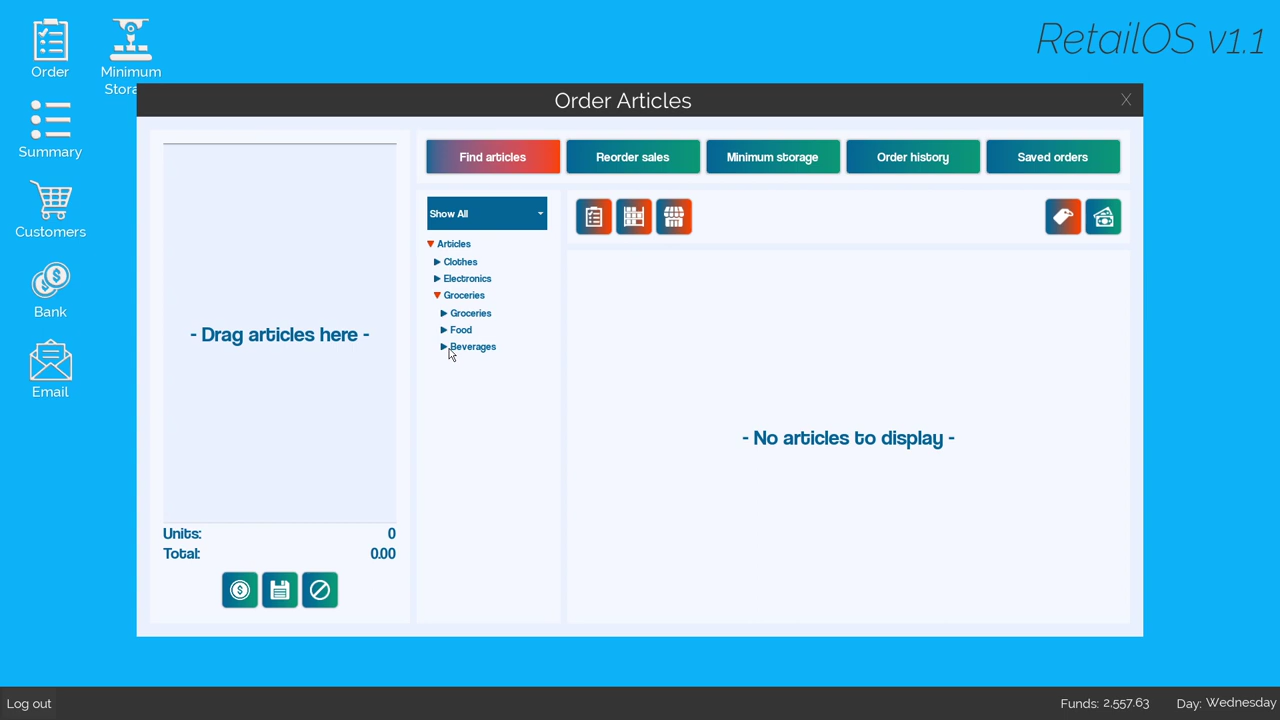 RetailOS v1.1
Order
Minimum
Stora
Summary
Customers
Bank
Email
Order Articles
X
Find articles
Reorder sales
Minimum storage
Order history
Saved orders
Show All
Articles
Clothes
Electronics
Groceries
Groceries
Food
Beverages
- Drag articles here -
- No articles to display -
Units: 0
Total: 0.00
Log out
Funds: 2,557.63
Day: Wednesday